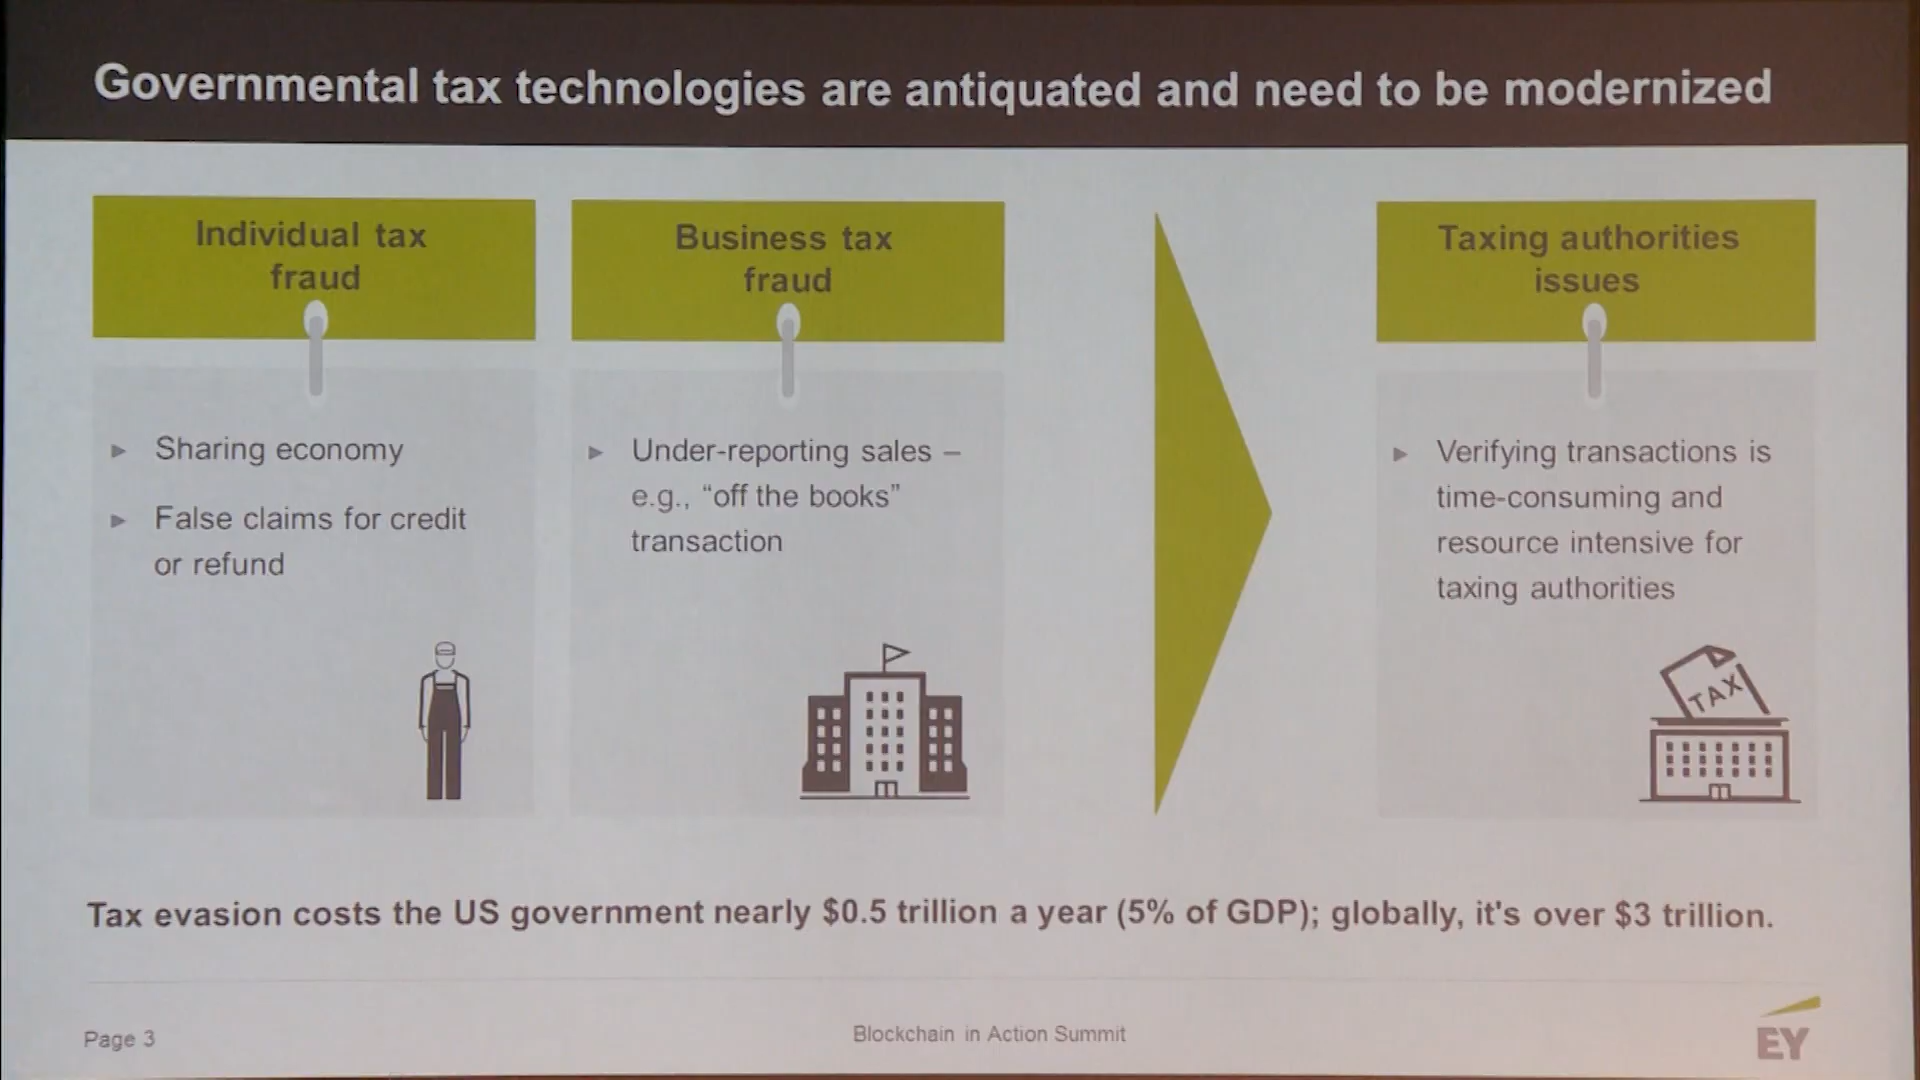 Governmental tax technologies are antiquated and need to be modernized
Individual tax
fraud
Sharing economy
False claims for credit
or refund
Business tax
fraud
Under-reporting sales –
e.g., “off the books”
transaction
Taxing authorities
issues
Verifying transactions is
time-consuming and
resource intensive for
taxing authorities
TAX
Tax evasion costs the US government nearly $0.5 trillion a year (5% of GDP); globally, it's over $3 trillion.
Page 3
Blockchain in Action Summit
EY